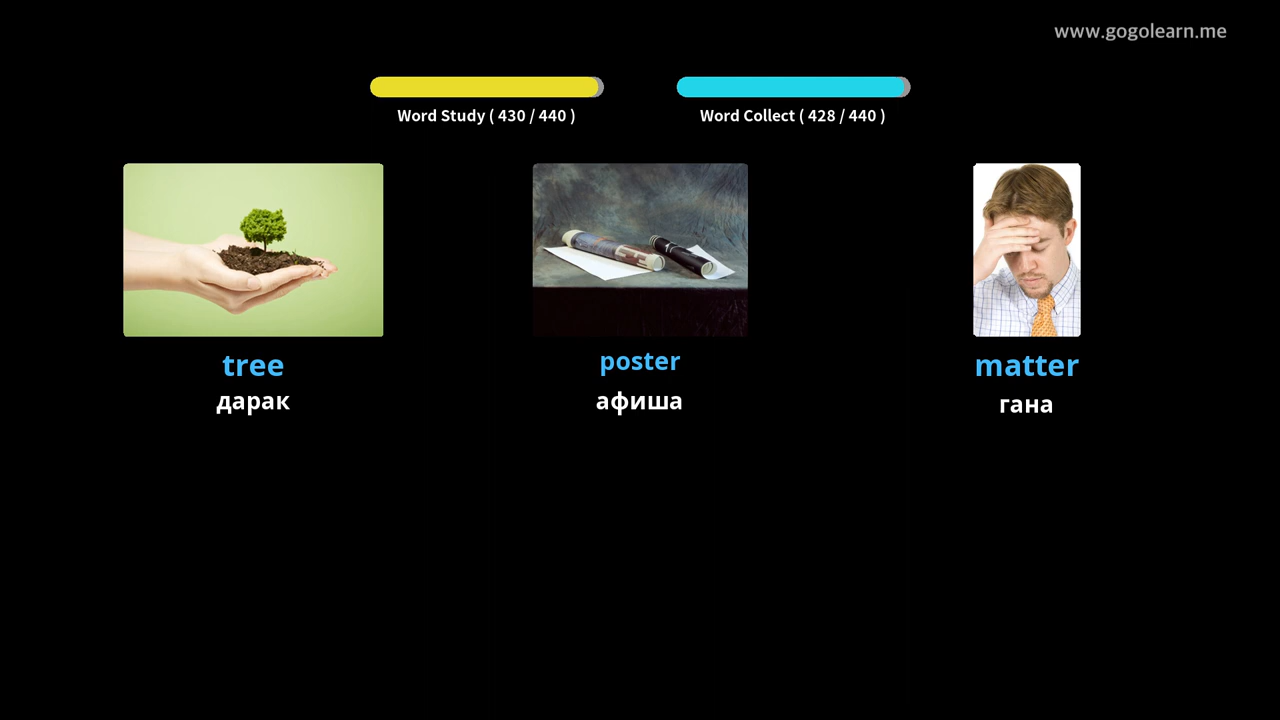 www.gogolearn.me
Word Study ( 430 / 440 )
Word Collect ( 428 / 440 )
tree
дарак
poster
афиша
matter
гана